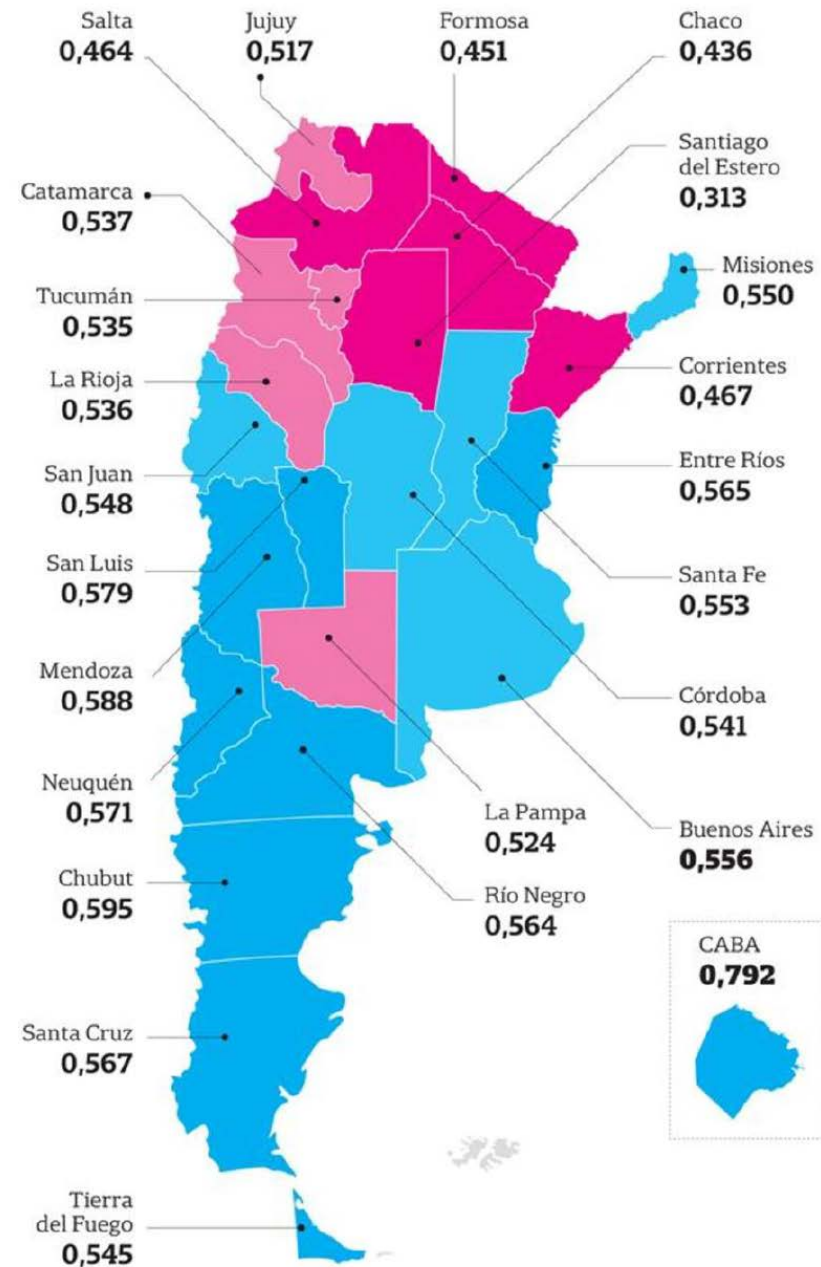 Salta
0,464
Jujuy
0,517
Formosa
0,451
Chaco
0,436
Santiago
del Estero
0,313
Catamarca
0,537
Misiones
0,550
Tucumán
0,535
Corrientes
0,467
La Rioja
0,536
Entre Ríos
0,565
San Juan
0,548
San Luis
0,579
Santa Fe
0,553
Mendoza
0,588
Córdoba
0,541
Neuquén
0,571
La Pampa
0,524
Buenos Aires
0,556
Chubut
0,595
Río Negro
0,564
CABA
0,792
Santa Cruz
0,567
Tierra
del Fuego
0,545